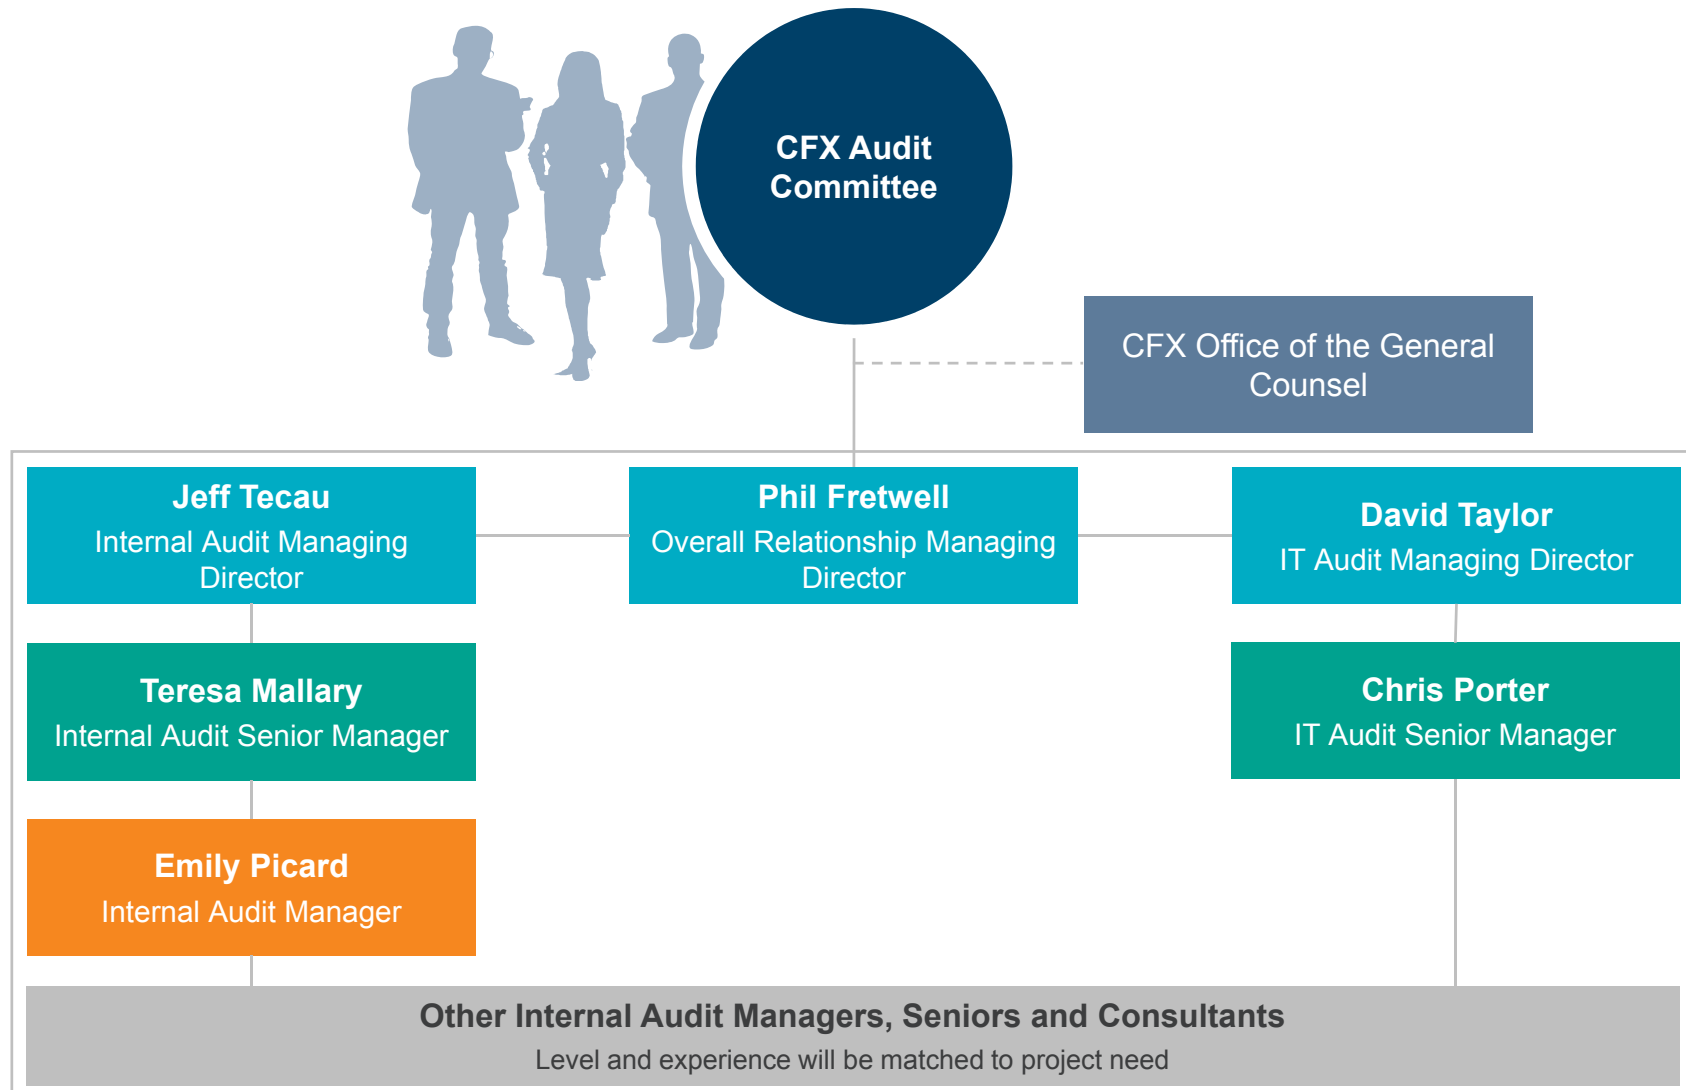 CFX Audit
Committee
CFX Office of the General
Counsel
Jeff Tecau
Internal Audit Managing
Director
Phil Fretwell
Overall Relationship Managing
Director
David Taylor
IT Audit Managing Director
Teresa Mallary
Internal Audit Senior Manager
Chris Porter
IT Audit Senior Manager
Emily Picard
Internal Audit Manager
Other Internal Audit Managers, Seniors and Consultants
Level and experience will be matched to project need